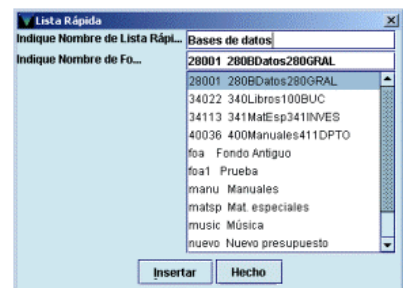 Lista Rápida
Indique Nombre de Lista Rápi... Bases de datos
Indique Nombre de Fo... 28001 280BDatos280GRAL
28001 280BDatos280GRAL
34022 340Libros100BUC
34113 341MatEsp341INVES
40036 400Manuales411DPTO
foa Fondo Antiguo
foa1 Prueba
manu Manuales
matsp Mat. especiales
music Música
nuevo Nuevo presupuesto
Insertar Hecho